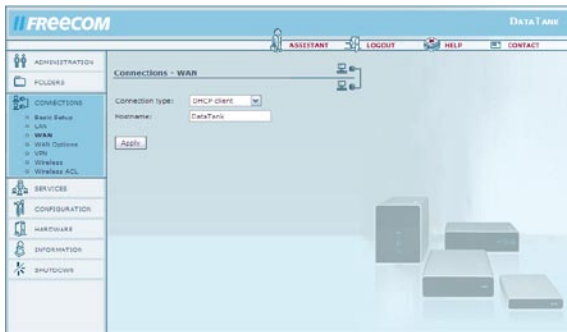 FREECOM
DATATANK
ASSISTANT
LOGOUT
HELP
CONTACT
ADMINISTRATION
FOLDERS
CONNECTIONS
Basic Setup
LAN
WAN
WAN Options
VPN
Wireless
Wireless ACL
SERVICES
CONFIGURATION
HARDWARE
INFORMATION
SHUTDOWN
Connections - WAN
Connection type: DHCP client
Hostname: DataTank
Apply